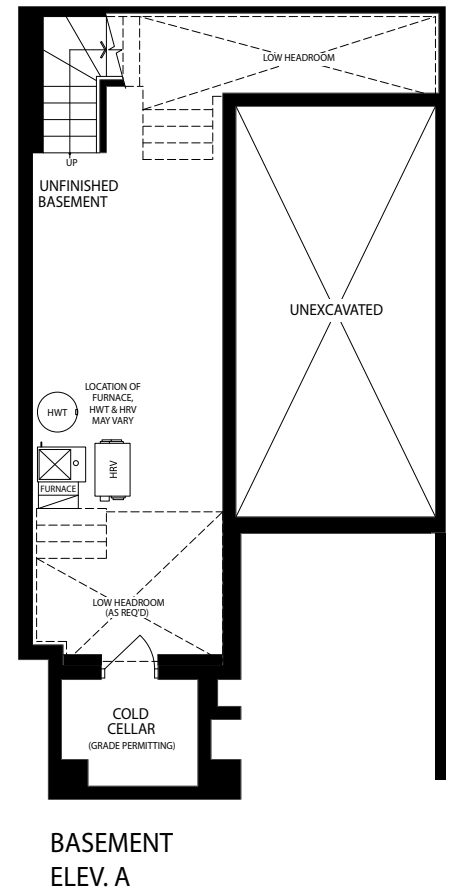 LOW HEADROOM
UP
UNFINISHED
BASEMENT
UNEXCAVATED
LOCATION OF
FURNACE,
HWT & HRV
MAY VARY
HWT
HRV
FURNACE
LOW HEADROOM
(AS REQ'D)
COLD
CELLAR
(GRADE PERMITTING)
BASEMENT
ELEV. A